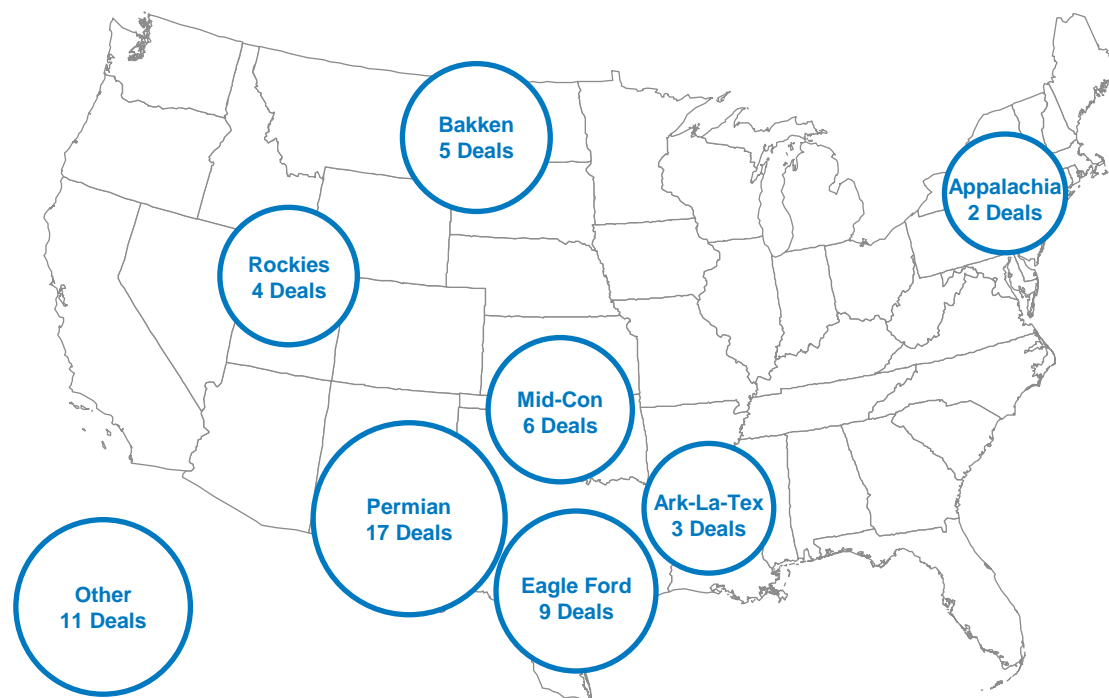 Bakken
5 Deals
Appalachia
2 Deals
Rockies
4 Deals
Mid-Con
6 Deals
Permian
17 Deals
Ark-La-Tex
3 Deals
Eagle Ford
9 Deals
Other
11 Deals